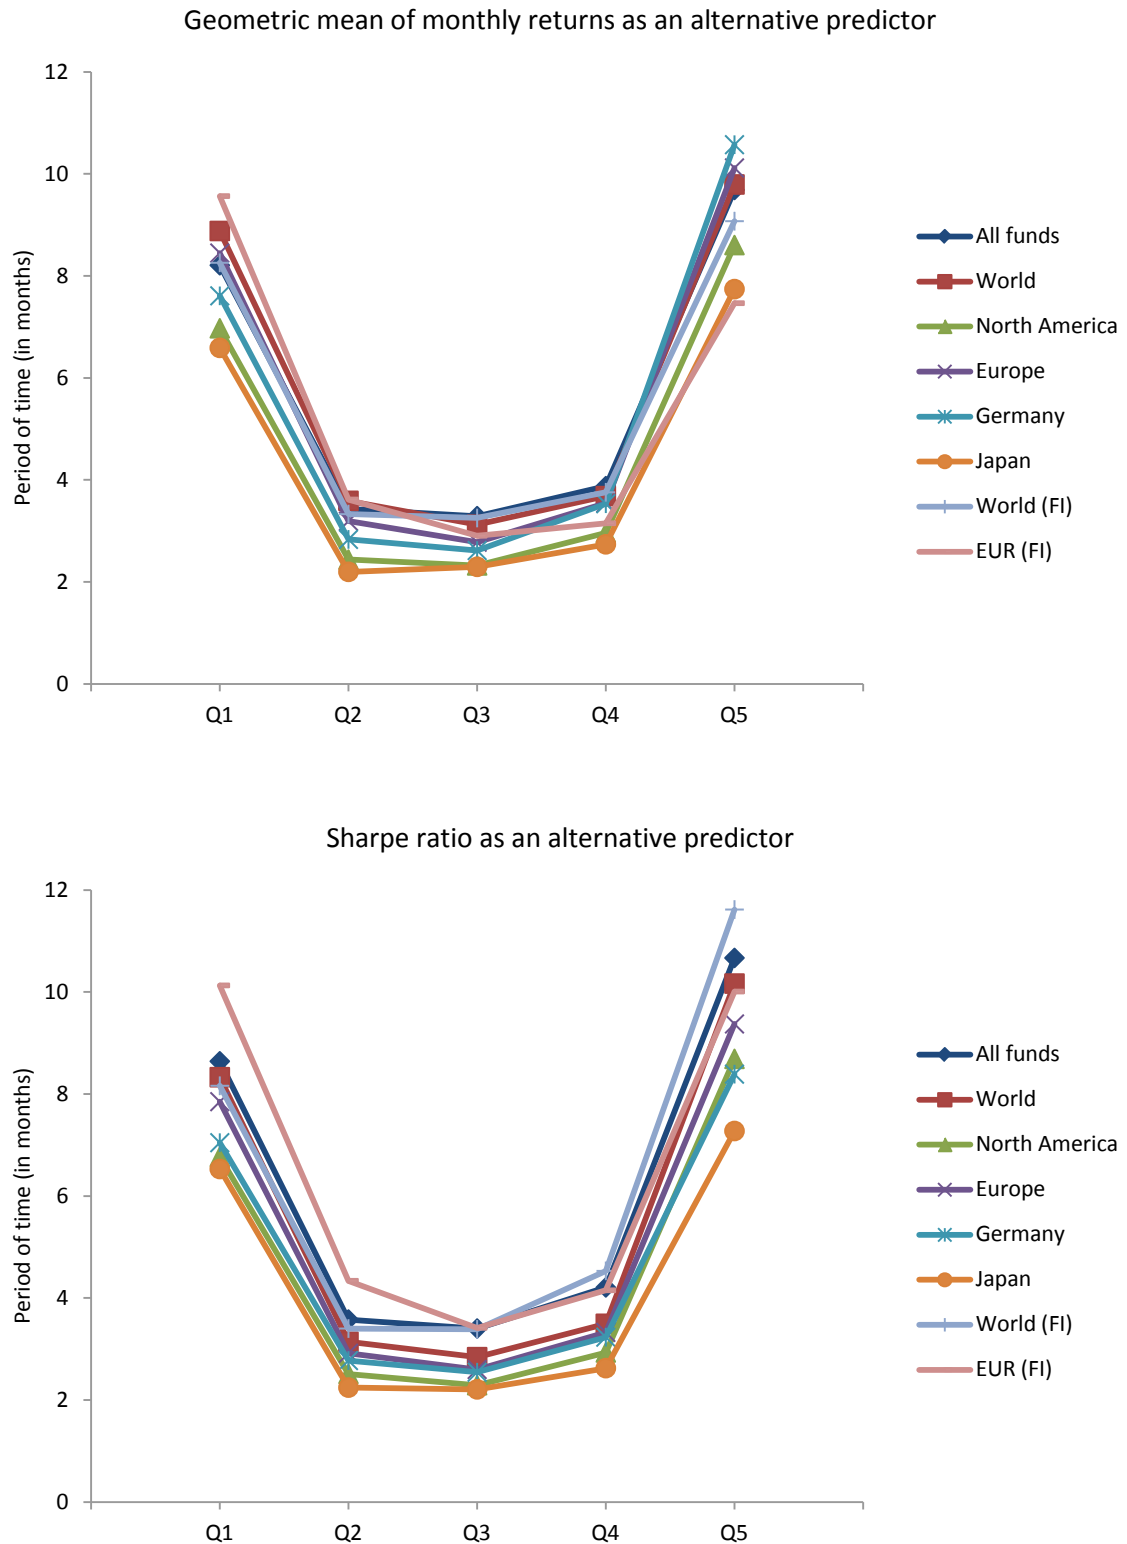 Geometric mean of monthly returns as an alternative predictor
Period of time (in months)
12
10
8
6
4
2
0
Q1 Q2 Q3 Q4 Q5
All funds
World
North America
Europe
Germany
Japan
World (FI)
EUR (FI)
Sharpe ratio as an alternative predictor
Period of time (in months)
12
10
8
6
4
2
0
Q1 Q2 Q3 Q4 Q5
All funds
World
North America
Europe
Germany
Japan
World (FI)
EUR (FI)